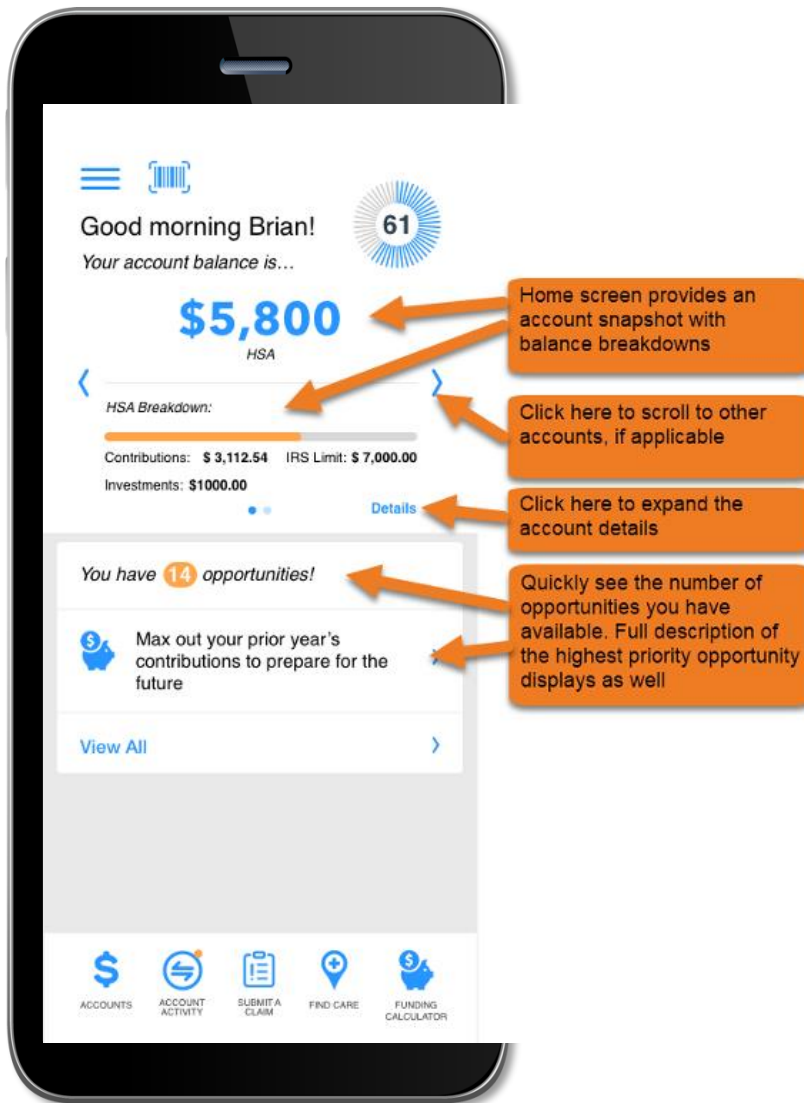 Good morning Brian!
61
Your account balance is...
$5,800
HSA
HSA Breakdown:
Contributions: $ 3,112.54 IRS Limit: $ 7,000.00
Investments: $1000.00
Details
You have 14 opportunities!
Max out your prior year's
contributions to prepare for the
future
View All
ACCOUNTS
ACCOUNT
ACTIVITY
SUBMIT A
CLAIM
FIND CARE
FUNDING
CALCULATOR
Home screen provides an
account snapshot with
balance breakdowns
Click here to scroll to other
accounts, if applicable
Click here to expand the
account details
Quickly see the number of
opportunities you have
available. Full description of
the highest priority opportunity
displays as well